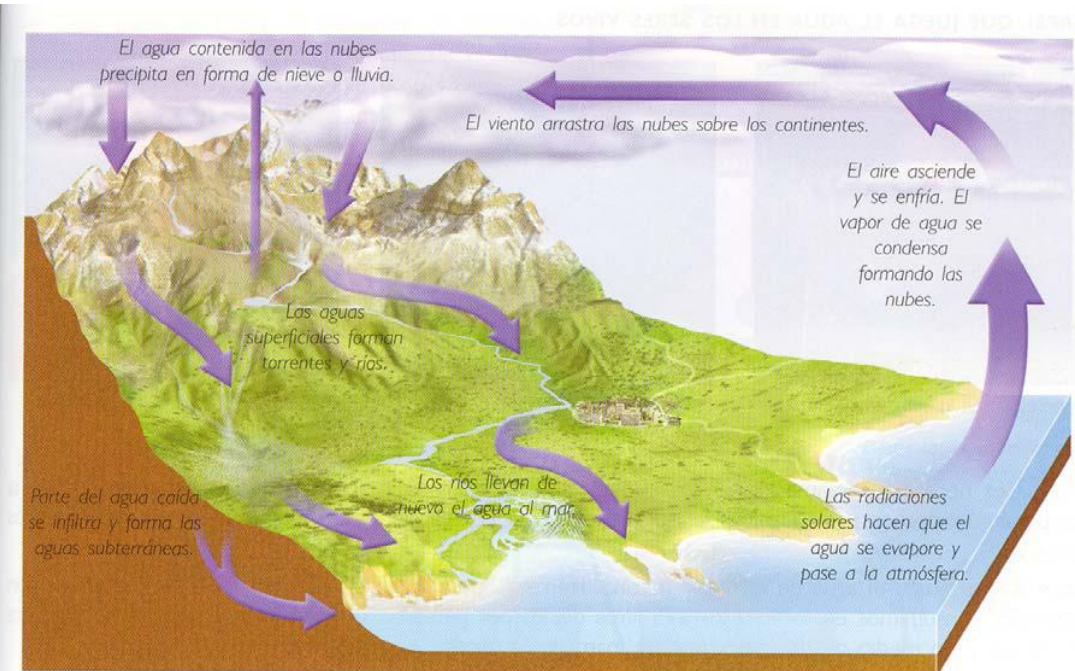 El agua contenida en las nubes
precipita en forma de nieve o lluvia.
El viento arrastra las nubes sobre los continentes.
El aire asciende
y se enfría. El
vapor de agua se
condensa
formando las
nubes.
Las aguas
superficiales forman
torrentes y ríos.
Parte del agua caída
se infiltra y forma las
aguas subterráneas.
Los ríos llevan de
nuevo el agua al mar.
Las radiaciones
solares hacen que el
agua se evapore y
pase a la atmósfera.